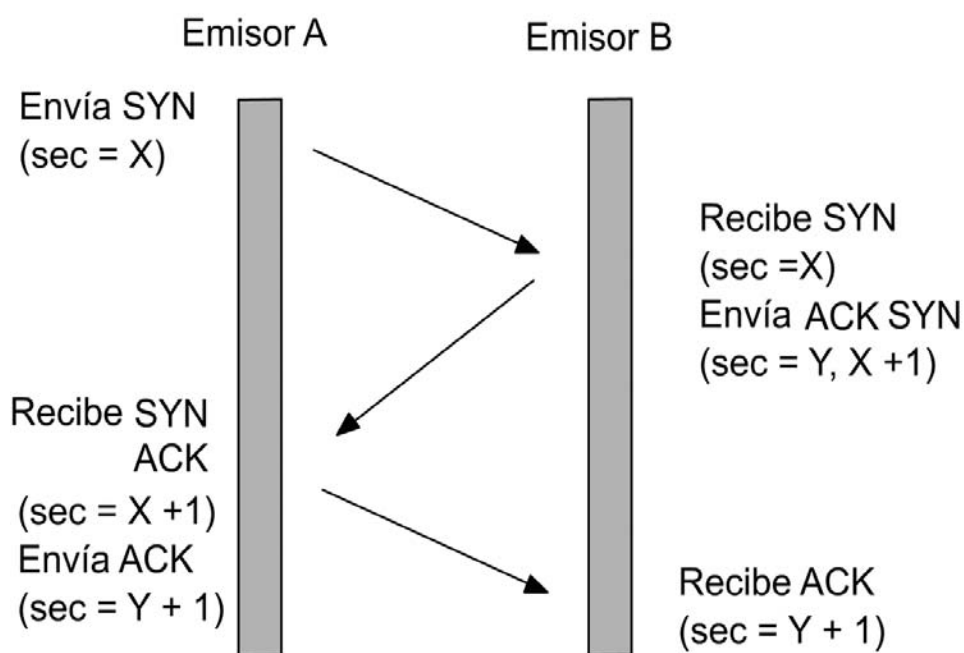 Emisor A
Emisor B
Envía SYN
(sec = X)
Recibe SYN
(sec =X)
Envía ACK SYN
(sec = Y, X +1)
Recibe SYN
ACK
(sec = X +1)
Envía ACK
(sec = Y + 1)
Recibe ACK
(sec = Y + 1)